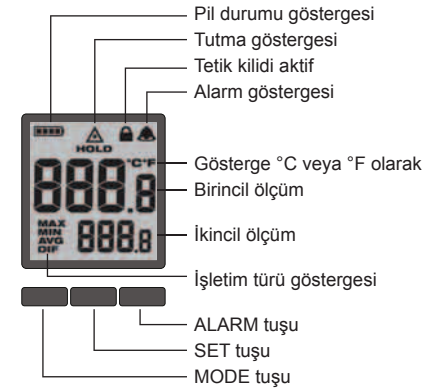 Pil durumu göstergesi
Tutma göstergesi
Tetik kilidi aktif
Alarm göstergesi
HOLD
°C°F
Gösterge °C veya °F olarak
888.8
Birincil ölçüm
MAX
MIN
AVG
DIF
888.8
İkincil ölçüm
İşletim türü göstergesi
ALARM tuşu
SET tuşu
MODE tuşu